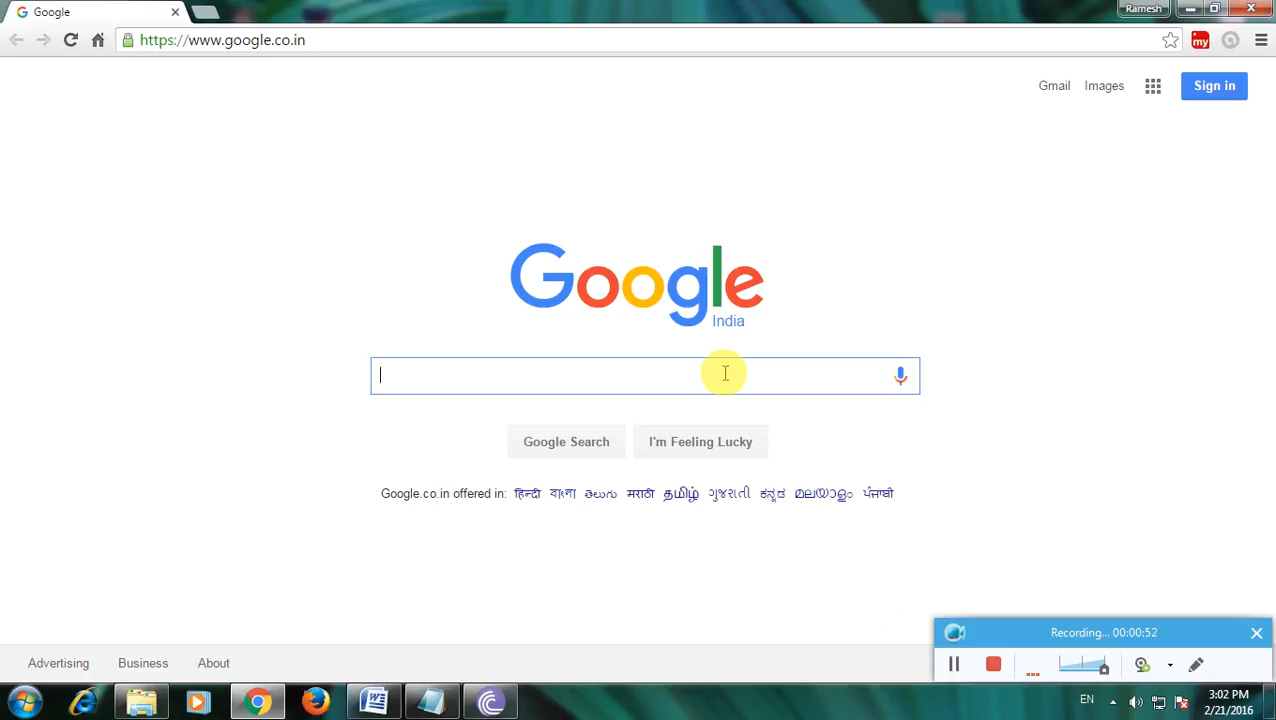 Google
Ramesh
https://www.google.co.in
my
Gmail Images Sign in
Google
India
Google Search I'm Feeling Lucky
Google.co.in offered in: हिन्दी বাংলা తెలుగు मराठी தமிழ் ગુજરાતી ಕನ್ನಡ മലയാളം ਪੰਜਾਬੀ
Recording... 00:00:52
Advertising Business About
EN
3:02 PM
2/21/2016